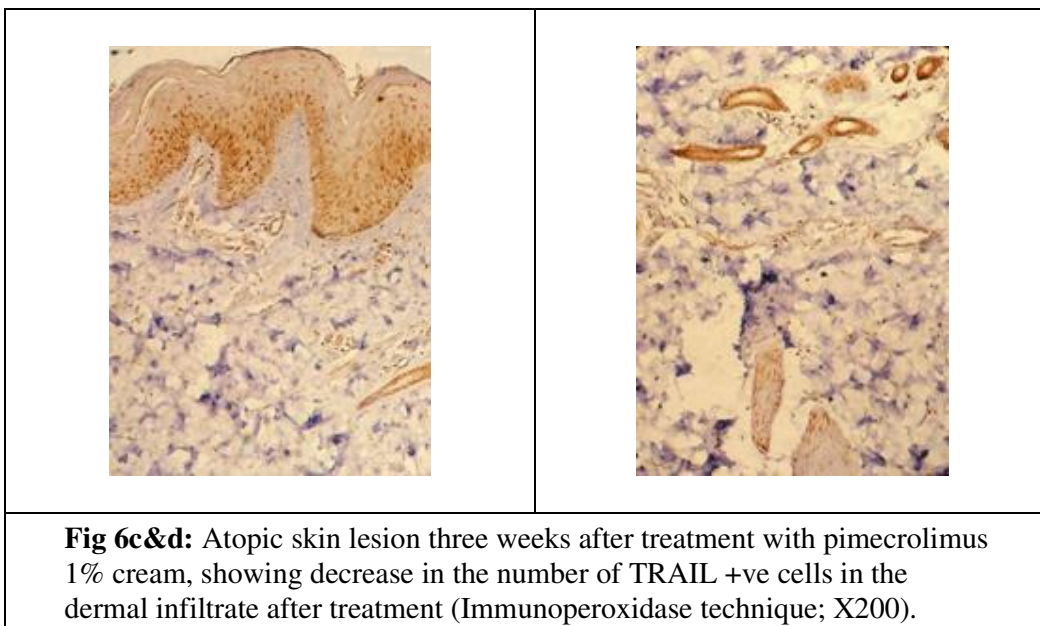 Fig 6c&d: Atopic skin lesion three weeks after treatment with pimecrolimus
1% cream, showing decrease in the number of TRAIL +ve cells in the
dermal infiltrate after treatment (Immunoperoxidase technique; X200).